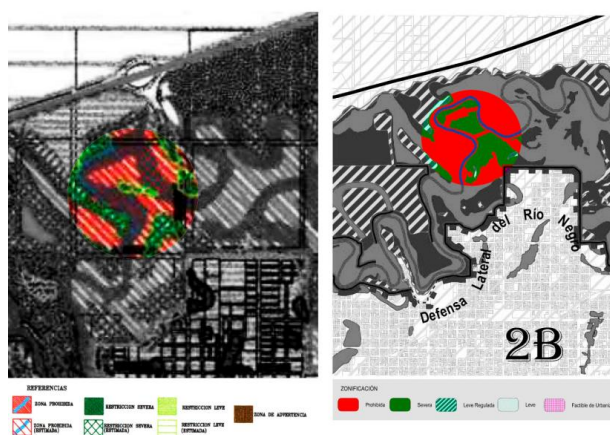 Defensa Lateral del Río Negro
2B
REFERENCIAS
ZONA PROHIBIDA
RESTRICCION SEVERA
RESTRICCION LEVE
ZONA DE ADVERTENCIA
ZONA PROHIBIDA (ESTIMADA)
RESTRICCION SEVERA (ESTIMADA)
RESTRICCION LEVE (ESTIMADA)
ZONIFICACIÓN
Prohibida
Severa
Leve Regulada
Leve
Factible de Urbani